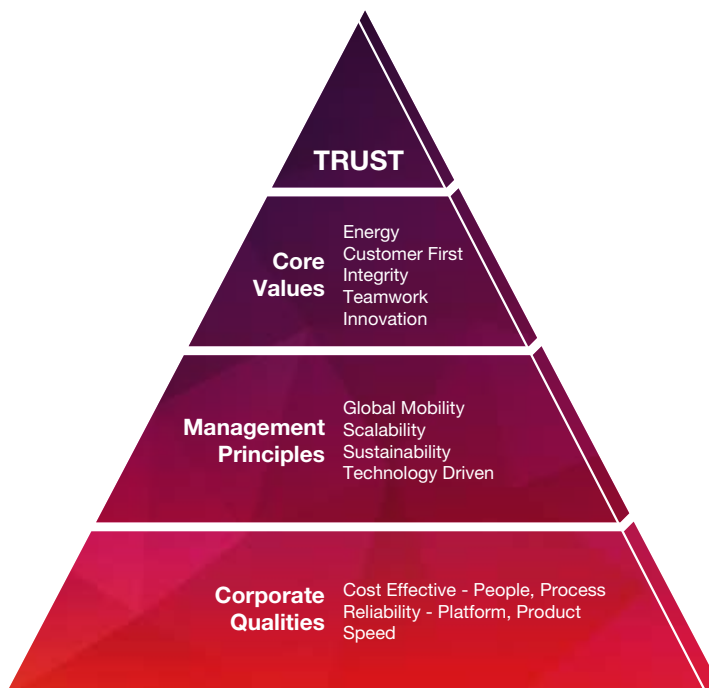 TRUST
Core
Values
Energy
Customer First
Integrity
Teamwork
Innovation
Management
Principles
Global Mobility
Scalability
Sustainability
Technology Driven
Corporate
Qualities
Cost Effective - People, Process
Reliability - Platform, Product
Speed